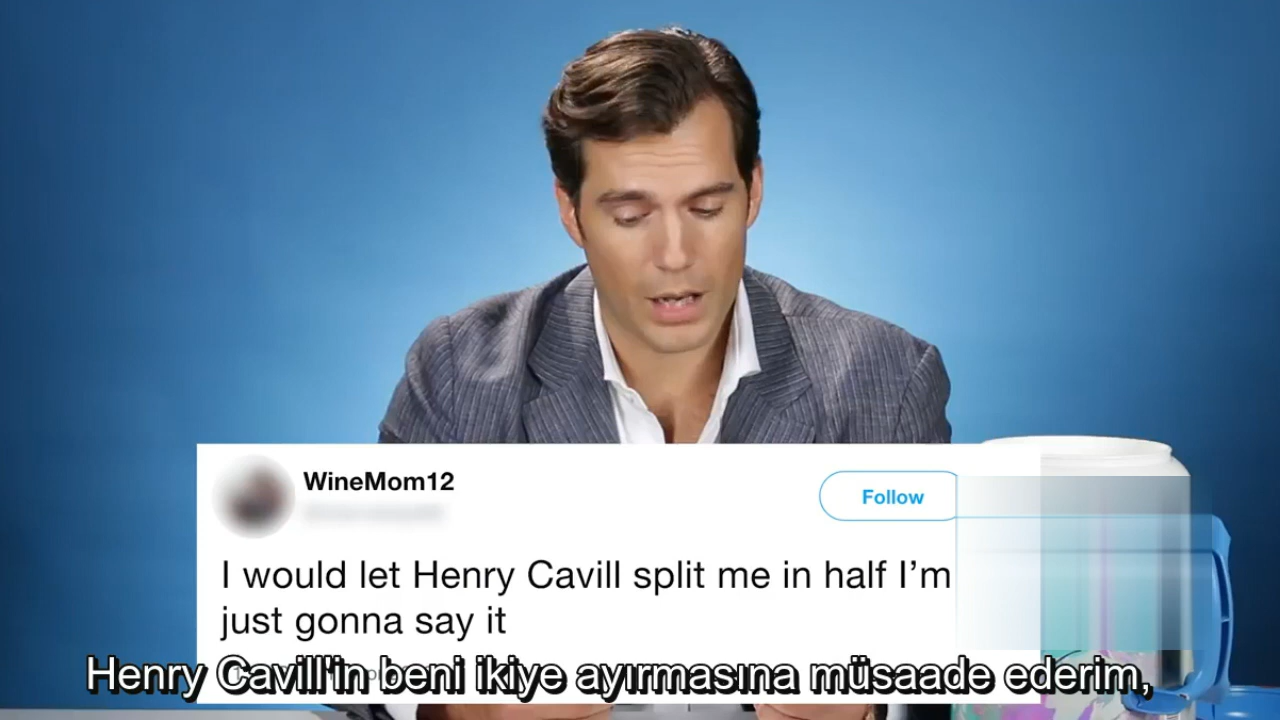 WineMom12
Follow
I would let Henry Cavill split me in half I'm
just gonna say it
Henry Cavill'in beni ikiye ayırmasına müsaade ederim,